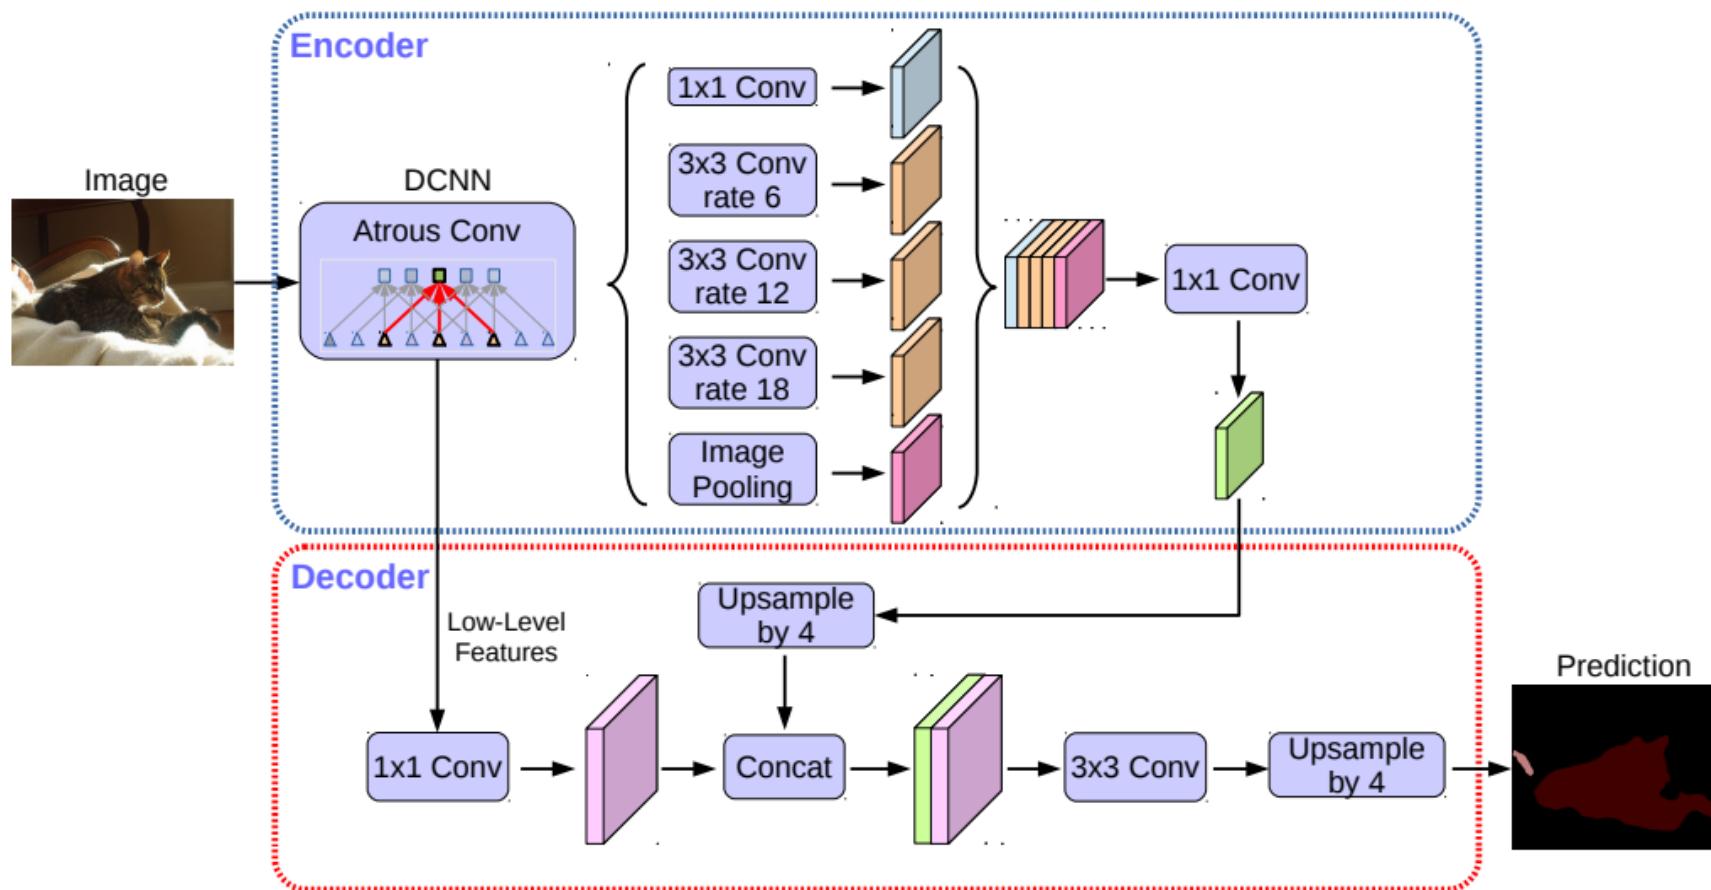 Encoder
Image
DCNN
Atrous Conv
1x1 Conv
3x3 Conv
rate 6
3x3 Conv
rate 12
3x3 Conv
rate 18
Image
Pooling
1x1 Conv
Decoder
Low-Level
Features
Upsample
by 4
1x1 Conv
Concat
3x3 Conv
Upsample
by 4
Prediction